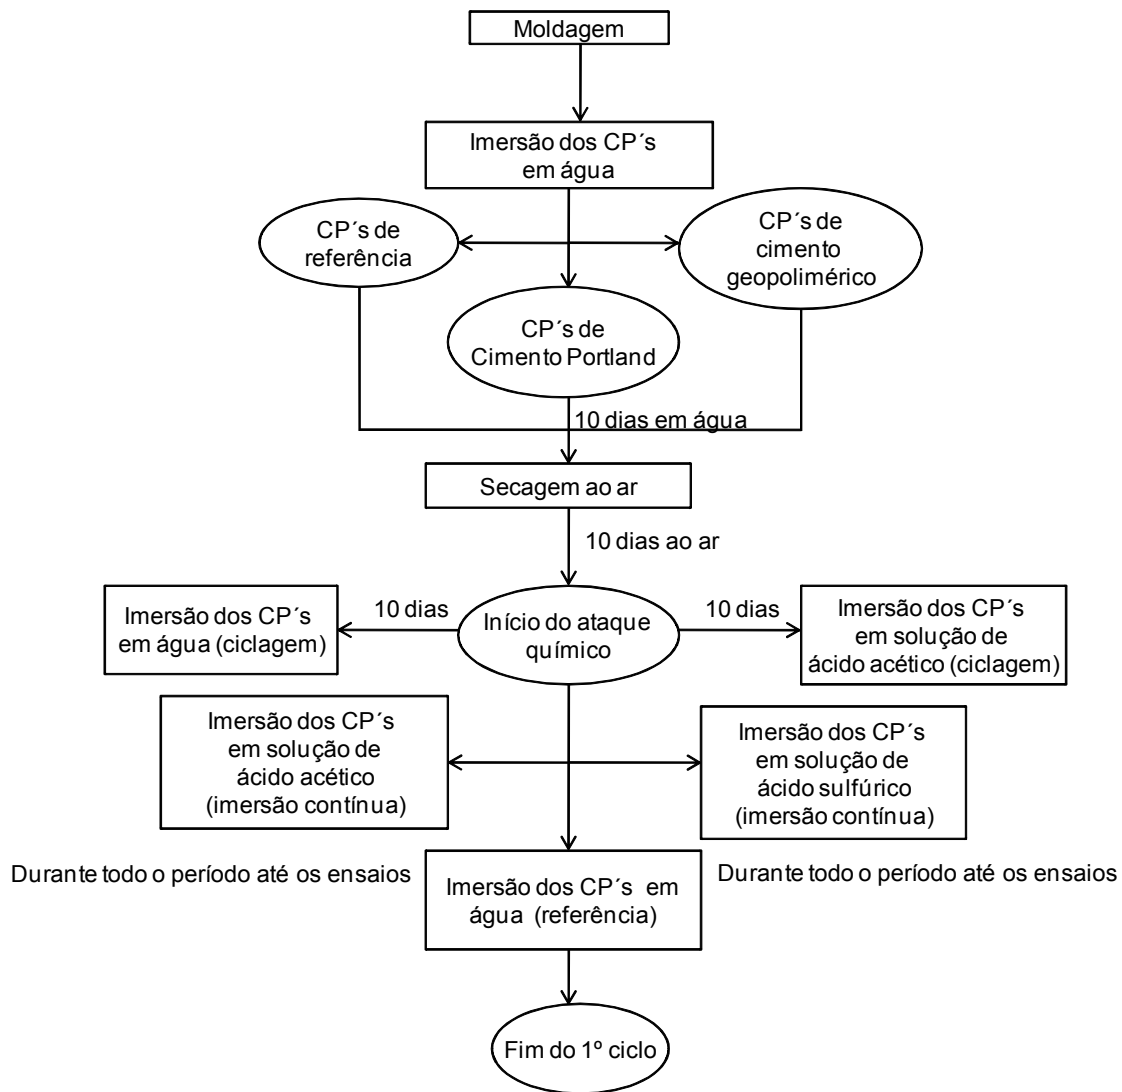 Moldagem
Imersão dos CP´s
em água
CP´s de
referência
CP´s de
cimento
geopolimérico
CP´s de
Cimento Portland
10 dias em água
Secagem ao ar
10 dias ao ar
Imersão dos CP´s
em água (ciclagem)
10 dias
Início do ataque
químico
10 dias
Imersão dos CP´s
em solução de
ácido acético (ciclagem)
Imersão dos CP´s
em solução de
ácido acético
(imersão contínua)
Imersão dos CP´s
em solução de
ácido sulfúrico
(imersão contínua)
Durante todo o período até os ensaios
Imersão dos CP´s em
água (referência)
Durante todo o período até os ensaios
Fim do 1º ciclo